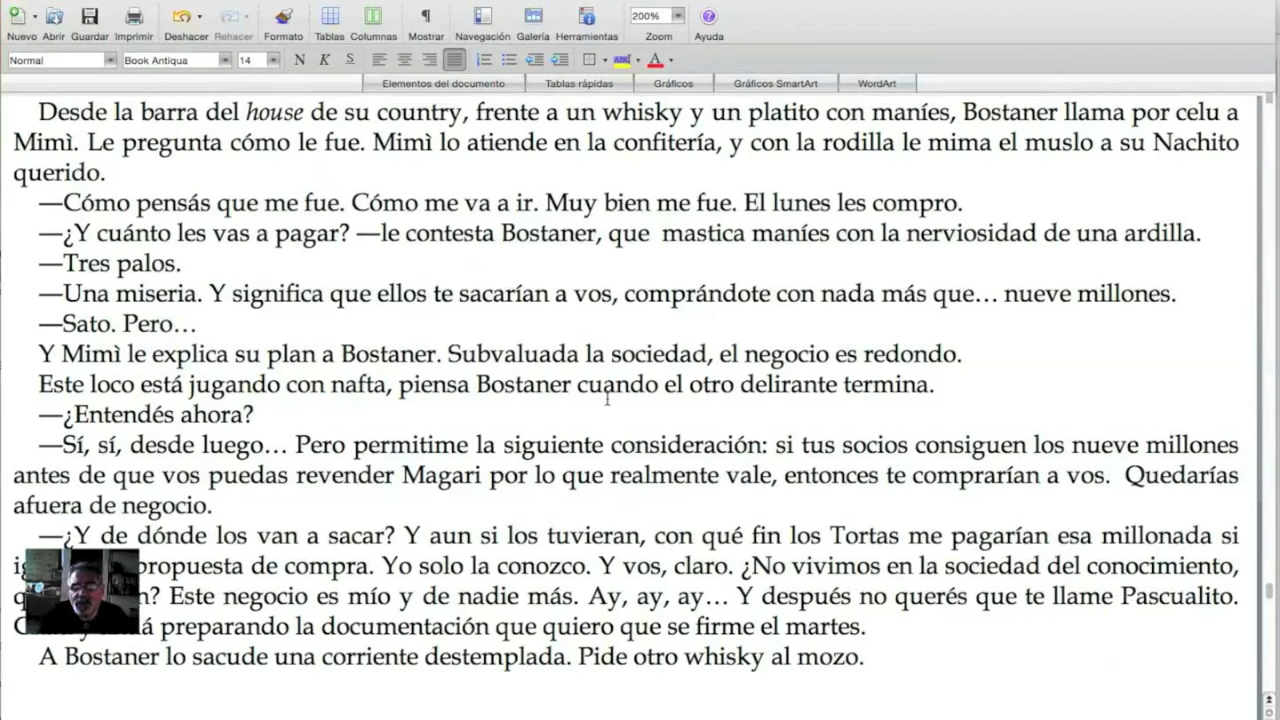 Nuevo Abrir Guardar Imprimir Deshacer Rehacer Formato Tablas Columnas Mostrar Navegación Galería Herramientas 200% Zoom Ayuda
Normal Book Antiqua 14 N K S
Elementos del documento Tablas rápidas Gráficos Gráficos SmartArt WordArt
Desde la barra del house de su country, frente a un whisky y un platito con maníes, Bostaner llama por celu a
Mimì. Le pregunta cómo le fue. Mimì lo atiende en la confitería, y con la rodilla le mima el muslo a su Nachito
querido.
—Cómo pensás que me fue. Cómo me va a ir. Muy bien me fue. El lunes les compro.
—¿Y cuánto les vas a pagar? —le contesta Bostaner, que mastica maníes con la nerviosidad de una ardilla.
—Tres palos.
—Una miseria. Y significa que ellos te sacarían a vos, comprándote con nada más que… nueve millones.
—Sato. Pero…
Y Mimì le explica su plan a Bostaner. Subvaluada la sociedad, el negocio es redondo.
Este loco está jugando con nafta, piensa Bostaner cuando el otro delirante termina.
—¿Entendés ahora?
—Sí, sí, desde luego… Pero permitime la siguiente consideración: si tus socios consiguen los nueve millones
antes de que vos puedas revender Magari por lo que realmente vale, entonces te comprarían a vos. Quedarías
afuera de negocio.
—¿Y de dónde los van a sacar? Y aun si los tuvieran, con qué fin los Tortas me pagarían esa millonada si
propuesta de compra. Yo solo la conozco. Y vos, claro. ¿No vivimos en la sociedad del conocimiento,
Este negocio es mío y de nadie más. Ay, ay, ay… Y después no querés que te llame Pascualito.
preparando la documentación que quiero que se firme el martes.
A Bostaner lo sacude una corriente destemplada. Pide otro whisky al mozo.